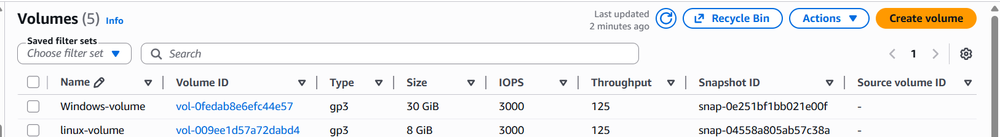 Volumes (5) Info
Last updated
2 minutes ago
Recycle Bin
Actions
Create volume
Saved filter sets
Choose filter set
Search
1
Name Volume ID Type Size IOPS Throughput Snapshot ID Source volume ID
Windows-volume vol-0fedab8e6efc44e57 gp3 30 GiB 3000 125 snap-0e251bf1bb021e00f -
linux-volume vol-009ee1d57a72dabd4 gp3 8 GiB 3000 125 snap-04558a805ab57c38a -